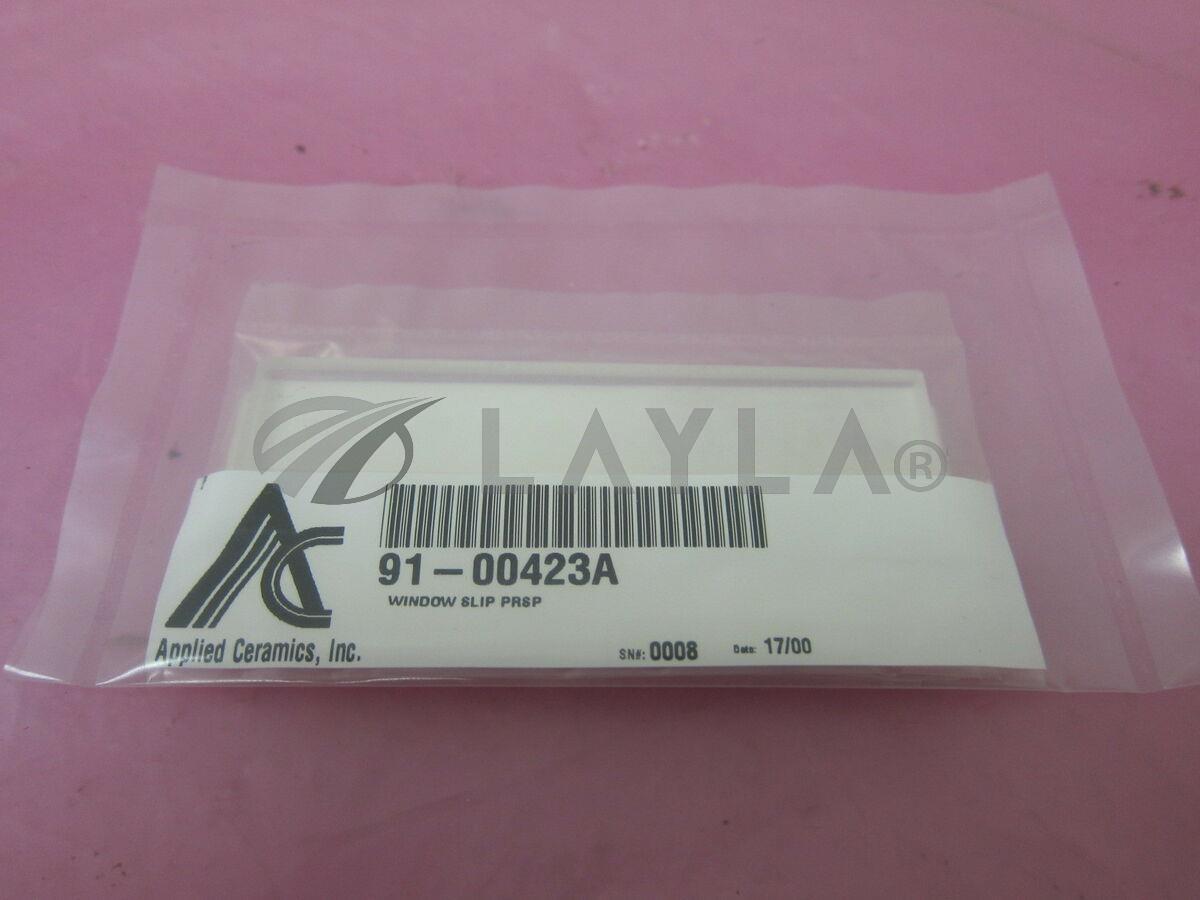 LAYLA®
91-00423A
WINDOW SLIP PRSP
Applied Ceramics, Inc.
SN#: 0008 Date: 17/00